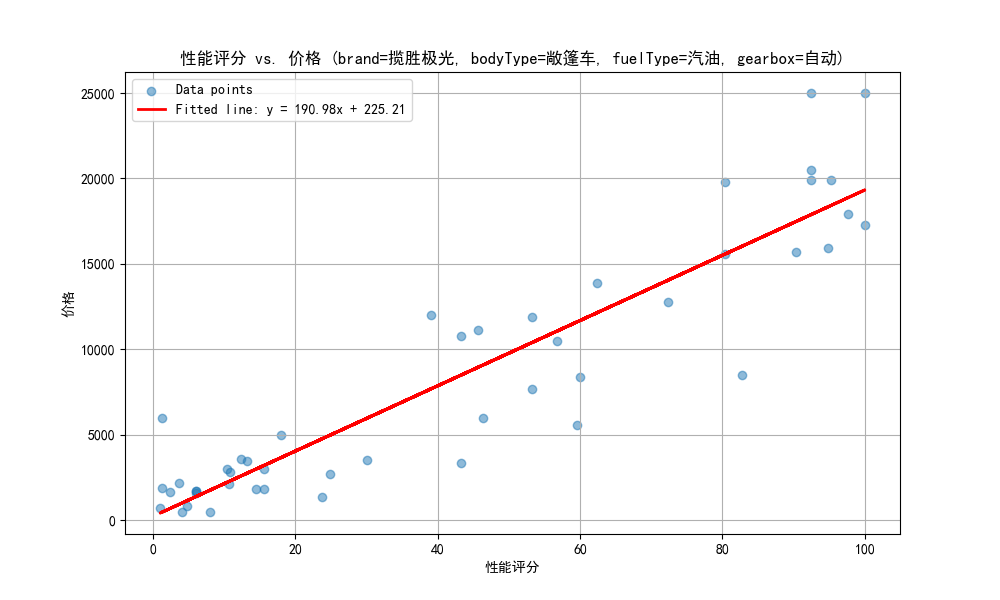 性能评分 vs. 价格 (brand=揽胜极光, bodyType=敞篷车, fuelType=汽油, gearbox=自动)
Data points
Fitted line: y = 190.98x + 225.21
25000
20000
15000
10000
5000
0
价格
0 20 40 60 80 100
性能评分